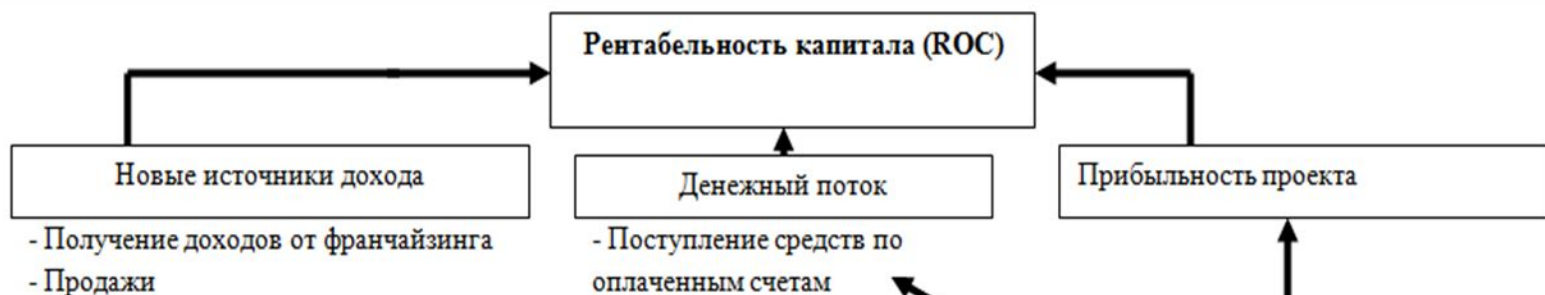 Рентабельность капитала (ROC)
Новые источники дохода
Денежный поток
Прибыльность проекта
- Получение доходов от франчайзинга
- Продажи
- Поступление средств по
оплаченным счетам